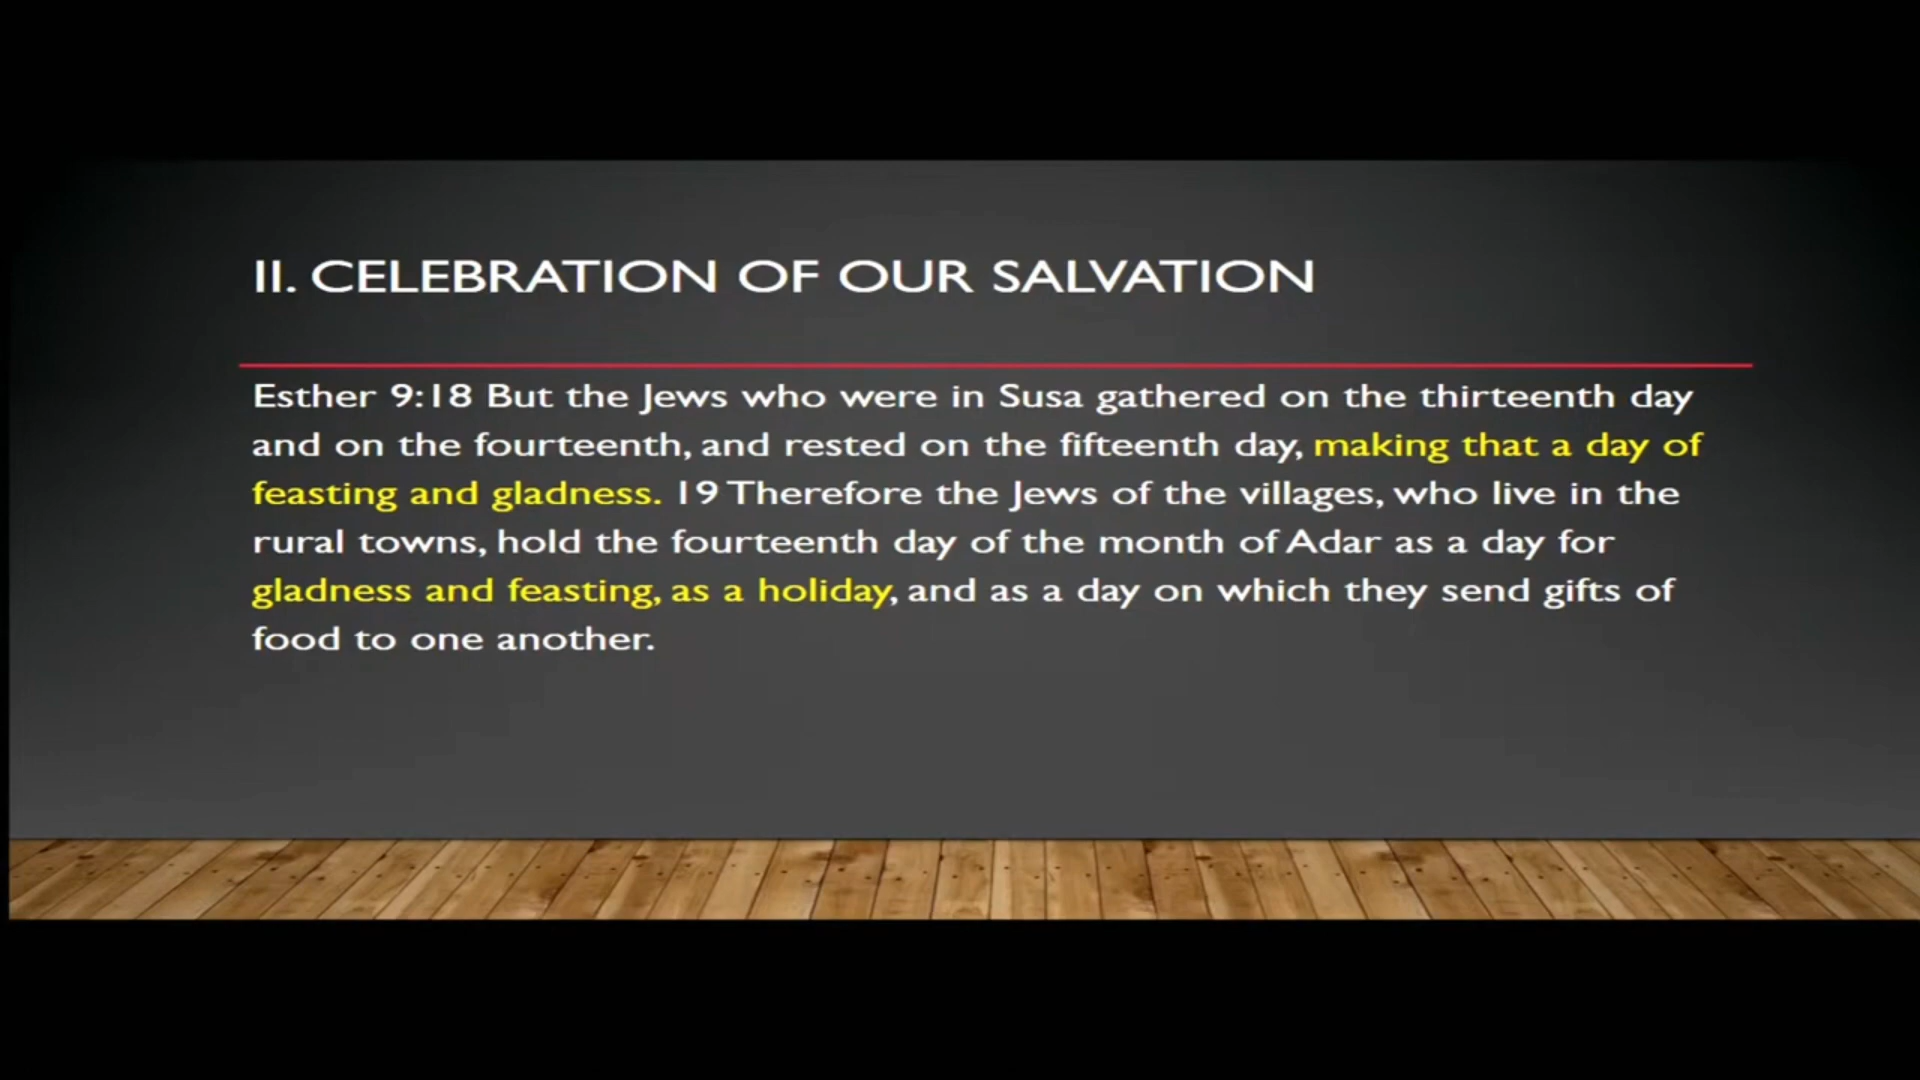 II. CELEBRATION OF OUR SALVATION
Esther 9:18 But the Jews who were in Susa gathered on the thirteenth day
and on the fourteenth, and rested on the fifteenth day, making that a day of
feasting and gladness. 19 Therefore the Jews of the villages, who live in the
rural towns, hold the fourteenth day of the month of Adar as a day for
gladness and feasting, as a holiday, and as a day on which they send gifts of
food to one another.